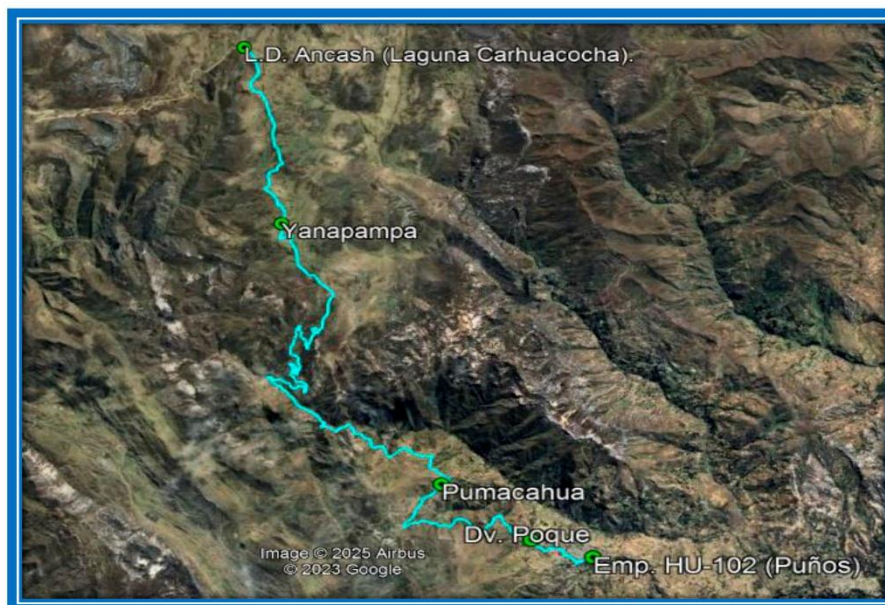 L.D. Ancash (Laguna Carhuacocha).
Yanapampa
Pumacahua
Dv. Poque
Emp. HU-102 (Puños)
Image © 2025 Airbus
© 2023 Google